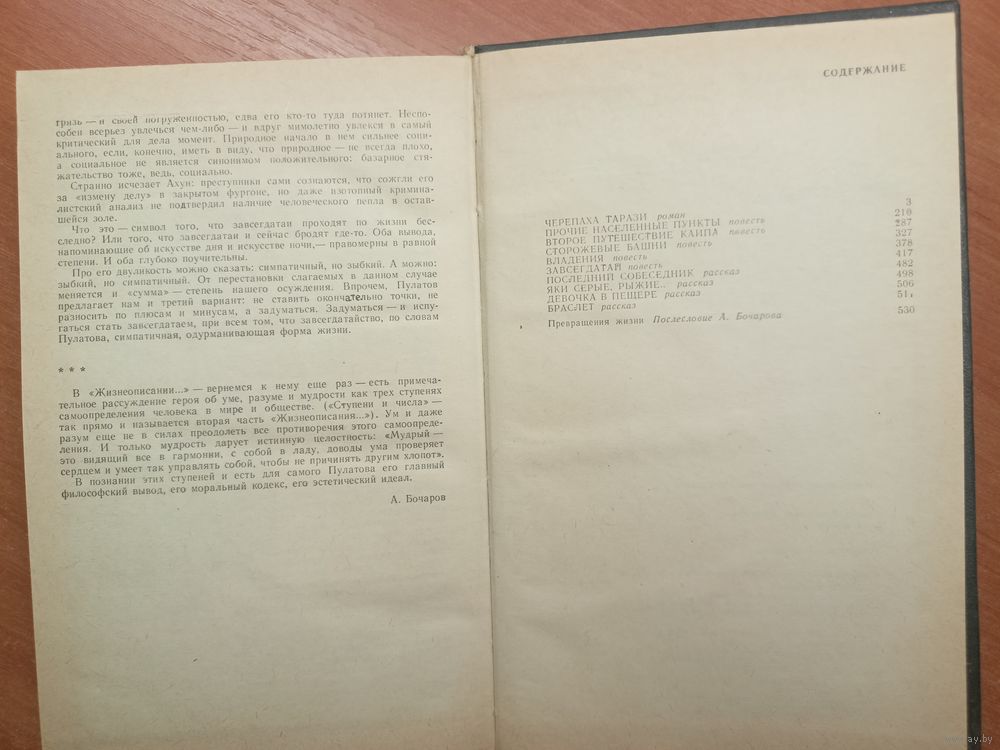 грязь — и своей погруженностью, едва его кто-то туда потянет. Неспо-
собен всерьез увлечься чем-либо — и вдруг мимолетно увлекся в самый
критический для дела момент. Природное начало в нем сильнее соци-
ального, если, конечно, иметь в виду, что природное — не всегда плохо,
а социальное не является синонимом положительного: базарное стя-
жательство тоже, ведь, социально.
Странно исчезает Ахун: преступники сами сознаются, что сожгли его
за «измену делу» в закрытом фургоне, но даже изотопный кримина-
листский анализ не подтвердил наличие человеческого пепла в остав-
шейся золе.
Что это — символ того, что завсегдатаи проходят по жизни бес-
следно? Или того, что завсегдатаи и сейчас бродят где-то. Оба вывода,
напоминающие об искусстве дня и искусстве ночи,— правомерны в равной
степени. И оба глубоко поучительны.
Про его двуликость можно сказать: симпатичный, но зыбкий. А можно:
зыбкий, но симпатичный. От перестановки слагаемых в данном случае
меняется и «сумма» — степень нашего осуждения. Впрочем, Пулатов
предлагает нам и третий вариант: не ставить окончательно точки, не
разносить по плюсам и минусам, а задуматься. Задуматься — и испу-
гаться стать завсегдатаем, при всем том, что завсегдатайство, по словам
Пулатова, симпатичная, одурманивающая форма жизни.
* * *
В «Жизнеописании...» — вернемся к нему еще раз — есть примеча-
тельное рассуждение героя об уме, разуме и мудрости как трех ступенях
самоопределения человека в мире и обществе. («Ступени и числа» —
так прямо и называется вторая часть «Жизнеописания...»). Ум и даже
разум еще не в силах преодолеть все противоречия этого самоопреде-
ления. И только мудрость дарует истинную целостность: «Мудрый —
это видящий все в гармонии, с собой в ладу, доводы ума проверяет
сердцем и умеет так управлять собой, чтобы не причинять другим хлопот».
В познании этих ступеней и есть для самого Пулатова его главный
философский вывод, его моральный кодекс, его эстетический идеал.
А. Бочаров
СОДЕРЖАНИЕ
ЧЕРЕПАХА ТАРАЗИ роман 3
ПРОЧИЕ НАСЕЛЕННЫЕ ПУНКТЫ повесть 210
ВТОРОЕ ПУТЕШЕСТВИЕ КАИПА повесть 287
СТОРОЖЕВЫЕ БАШНИ повесть 327
ВЛАДЕНИЯ повесть 378
ЗАВСЕГДАТАЙ повесть 417
ПОСЛЕДНИЙ СОБЕСЕДНИК рассказ 482
ЯКИ СЕРЫЕ, РЫЖИЕ.. рассказ 498
ДЕВОЧКА В ПЕЩЕРЕ рассказ 506
БРАСЛЕТ рассказ
Превращения жизни Послесловие А. Бочарова 530